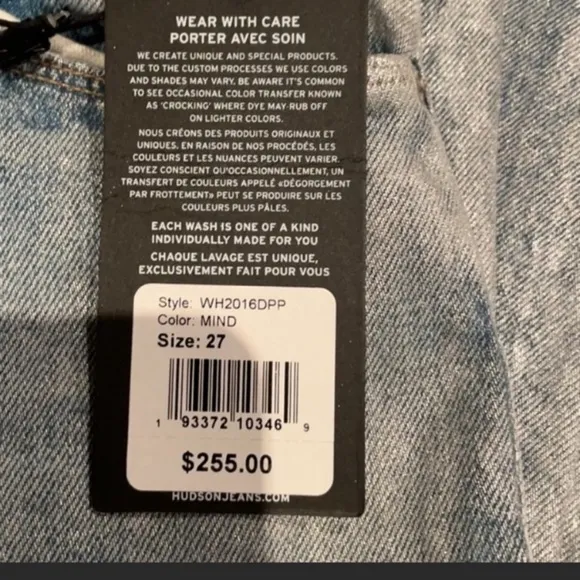 WEAR WITH CARE
PORTER AVEC SOIN
WE CREATE UNIQUE AND SPECIAL PRODUCTS.
DUE TO THE CUSTOM PROCESSES WE USE COLORS
AND SHADES MAY VARY. BE AWARE IT'S COMMON
TO SEE OCCASIONAL COLOR TRANSFER KNOWN
AS 'CROCKING' WHERE DYE MAY RUB OFF
ON LIGHTER COLORS.
NOUS CRÉONS DES PRODUITS ORIGINAUX ET
UNIQUES. EN RAISON DE NOS PROCÉDÉS, LES
COULEURS ET LES NUANCES PEUVENT VARIER.
SOYEZ CONSCIENT QU'OCCASIONNELLEMENT, UN
TRANSFERT DE COULEURS APPELÉ «DÉGORGEMENT
PAR FROTTEMENT» PEUT SE PRODUIRE SUR LES
COULEURS PLUS PÂLES.
EACH WASH IS ONE OF A KIND
INDIVIDUALLY MADE FOR YOU
CHAQUE LAVAGE EST UNIQUE,
EXCLUSIVEMENT FAIT POUR VOUS
Style: WH2016DPP
Color: MIND
Size: 27
1 93372 10346 9
$255.00
HUDSONJEANS.COM